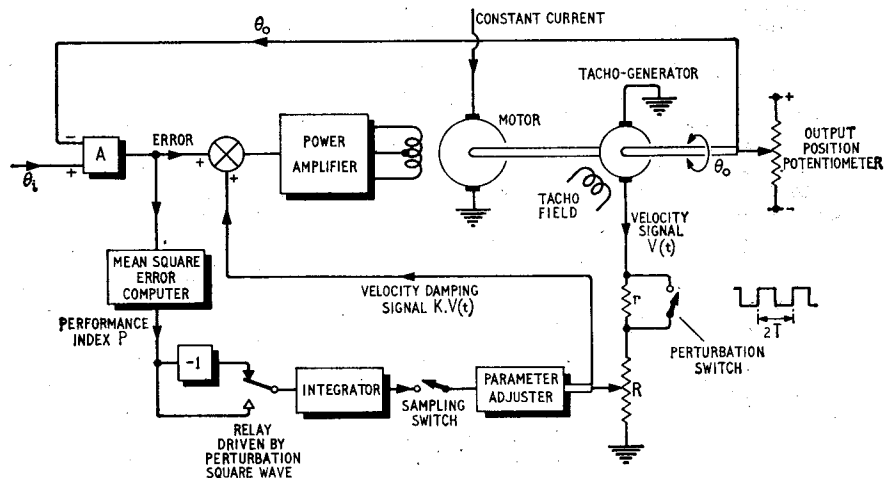 CONSTANT CURRENT
θo
TACHO-GENERATOR
MOTOR
+
OUTPUT
POSITION
POTENTIOMETER
-
ERROR
A
+
θi
+
+
POWER
AMPLIFIER
θo
-
TACHO
FIELD
VELOCITY
SIGNAL
V(t)
MEAN SQUARE
ERROR
COMPUTER
VELOCITY DAMPING
SIGNAL K.V(t)
r
2T
PERTURBATION
SWITCH
PERFORMANCE
INDEX P
-1
INTEGRATOR
SAMPLING
SWITCH
PARAMETER
ADJUSTER
R
RELAY
DRIVEN BY
PERTURBATION
SQUARE WAVE